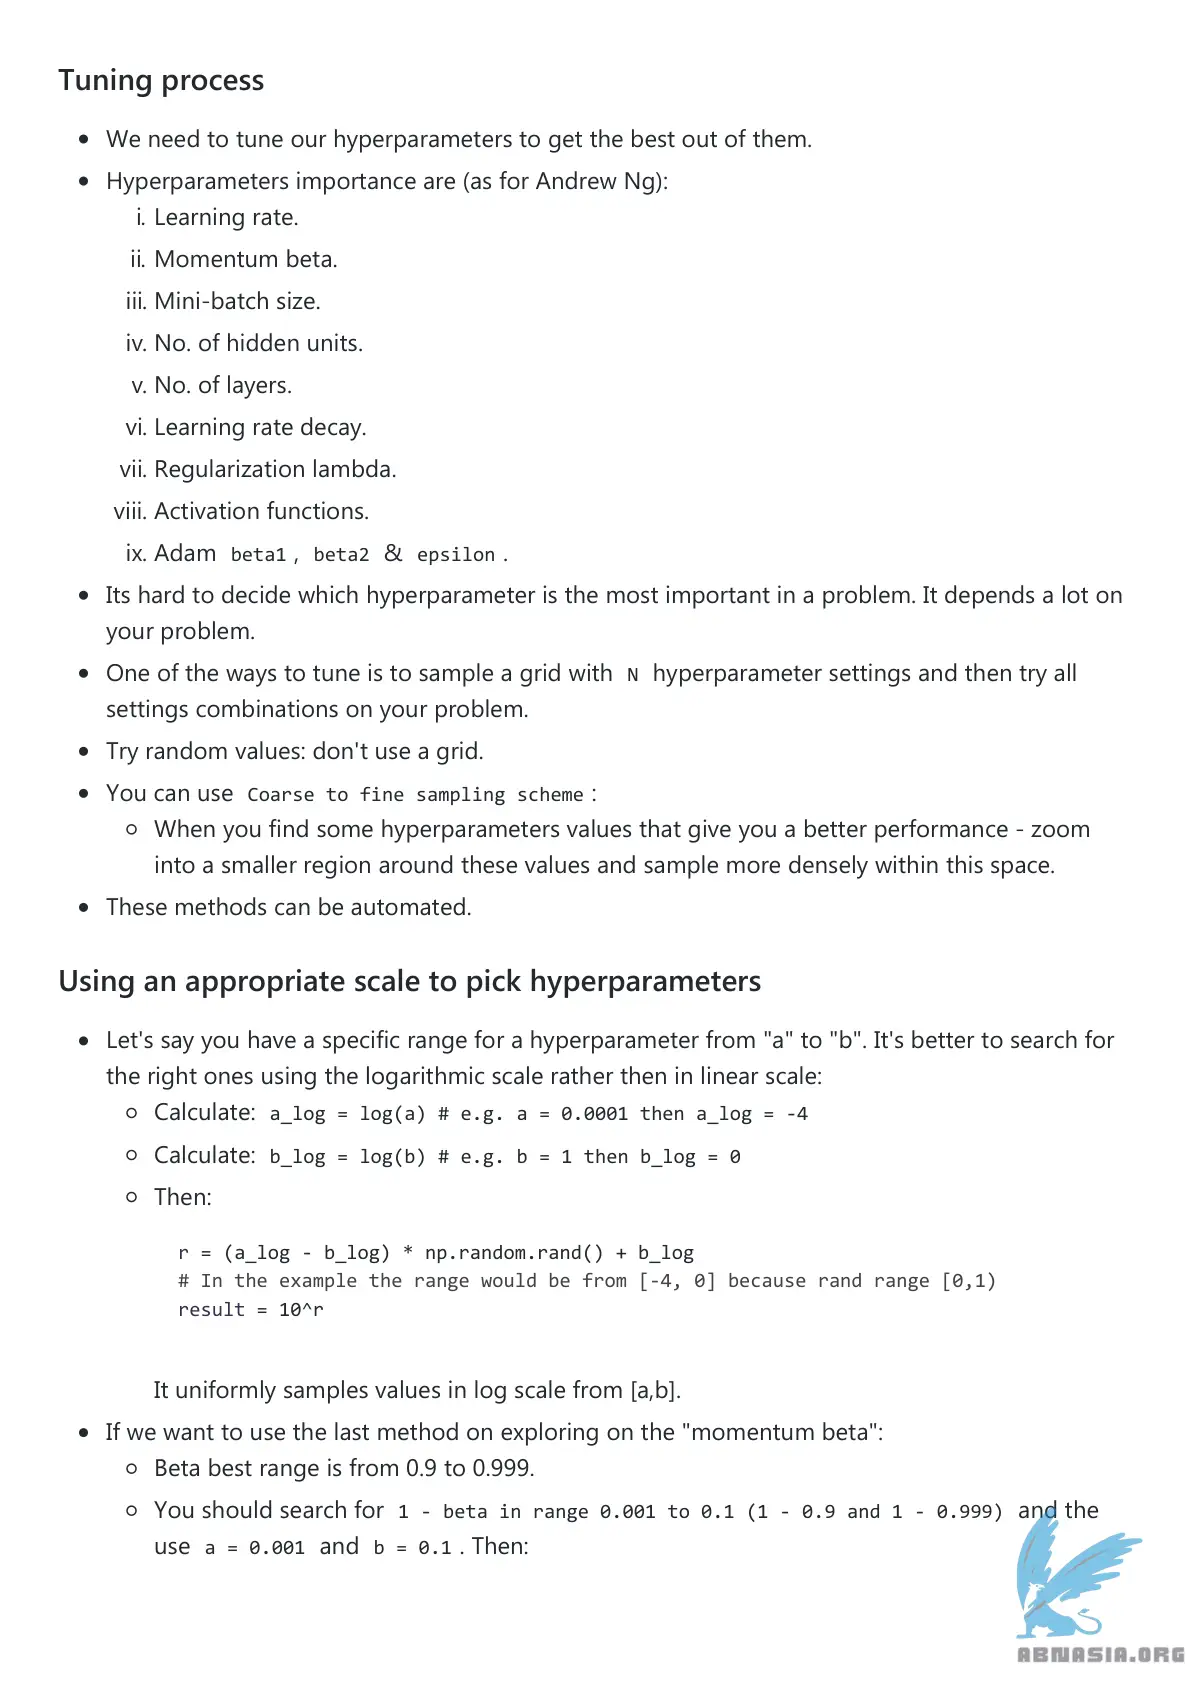 Tuning process
• We need to tune our hyperparameters to get the best out of them.
• Hyperparameters importance are (as for Andrew Ng):
i. Learning rate.
ii. Momentum beta.
iii. Mini-batch size.
iv. No. of hidden units.
v. No. of layers.
vi. Learning rate decay.
vii. Regularization lambda.
viii. Activation functions.
ix. Adam beta1 , beta2 & epsilon .
• Its hard to decide which hyperparameter is the most important in a problem. It depends a lot on
your problem.
• One of the ways to tune is to sample a grid with N hyperparameter settings and then try all
settings combinations on your problem.
• Try random values: don't use a grid.
• You can use Coarse to fine sampling scheme :
○ When you find some hyperparameters values that give you a better performance - zoom
into a smaller region around these values and sample more densely within this space.
• These methods can be automated.
Using an appropriate scale to pick hyperparameters
• Let's say you have a specific range for a hyperparameter from "a" to "b". It's better to search for
the right ones using the logarithmic scale rather then in linear scale:
○ Calculate: a_log = log(a) # e.g. a = 0.0001 then a_log = -4
○ Calculate: b_log = log(b) # e.g. b = 1 then b_log = 0
○ Then:
r = (a_log - b_log) * np.random.rand() + b_log
# In the example the range would be from [-4, 0] because rand range [0,1)
result = 10^r
It uniformly samples values in log scale from [a,b].
• If we want to use the last method on exploring on the "momentum beta":
○ Beta best range is from 0.9 to 0.999.
○ You should search for 1 - beta in range 0.001 to 0.1 (1 - 0.9 and 1 - 0.999) and the
use a = 0.001 and b = 0.1 . Then:
ABNASIA.ORG